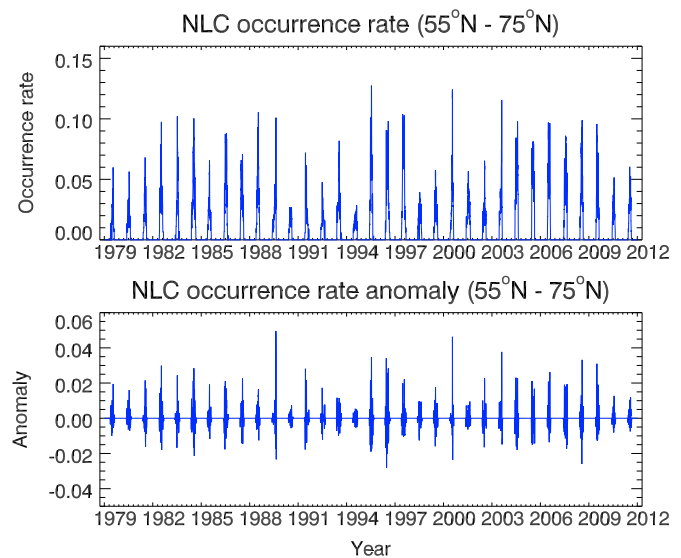 NLC occurrence rate (55°N - 75°N)
0.15
0.10
0.05
0.00
Occurrence rate
1979 1982 1985 1988 1991 1994 1997 2000 2003 2006 2009 2012
NLC occurrence rate anomaly (55°N - 75°N)
0.06
0.04
0.02
0.00
-0.02
-0.04
Anomaly
1979 1982 1985 1988 1991 1994 1997 2000 2003 2006 2009 2012
Year